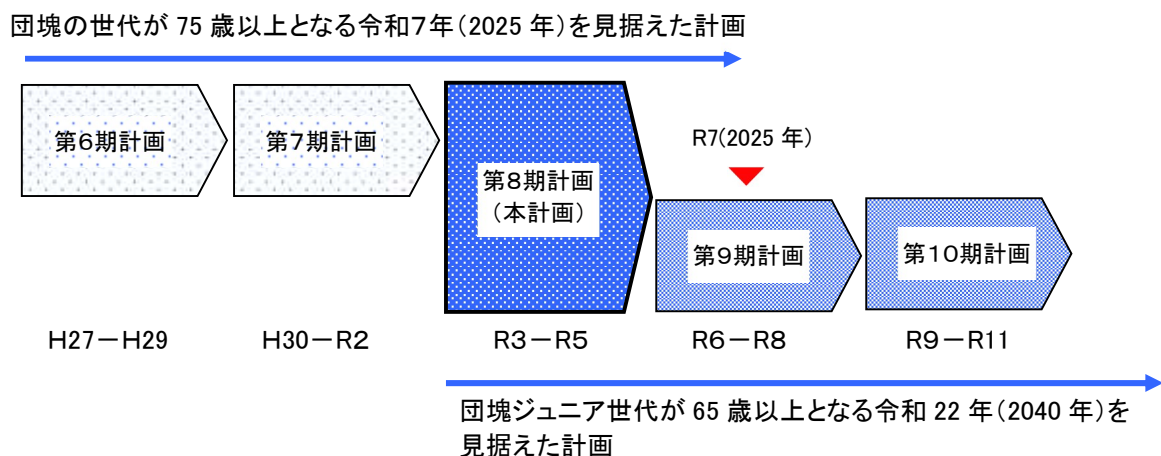 団塊の世代が 75 歳以上となる令和7年(2025 年)を見据えた計画
第6期計画
第7期計画
第8期計画
(本計画)
R7(2025 年)
第9期計画
第10期計画
H27－H29
H30－R2
R3－R5
R6－R8
R9－R11
団塊ジュニア世代が 65 歳以上となる令和 22 年(2040 年)を
見据えた計画